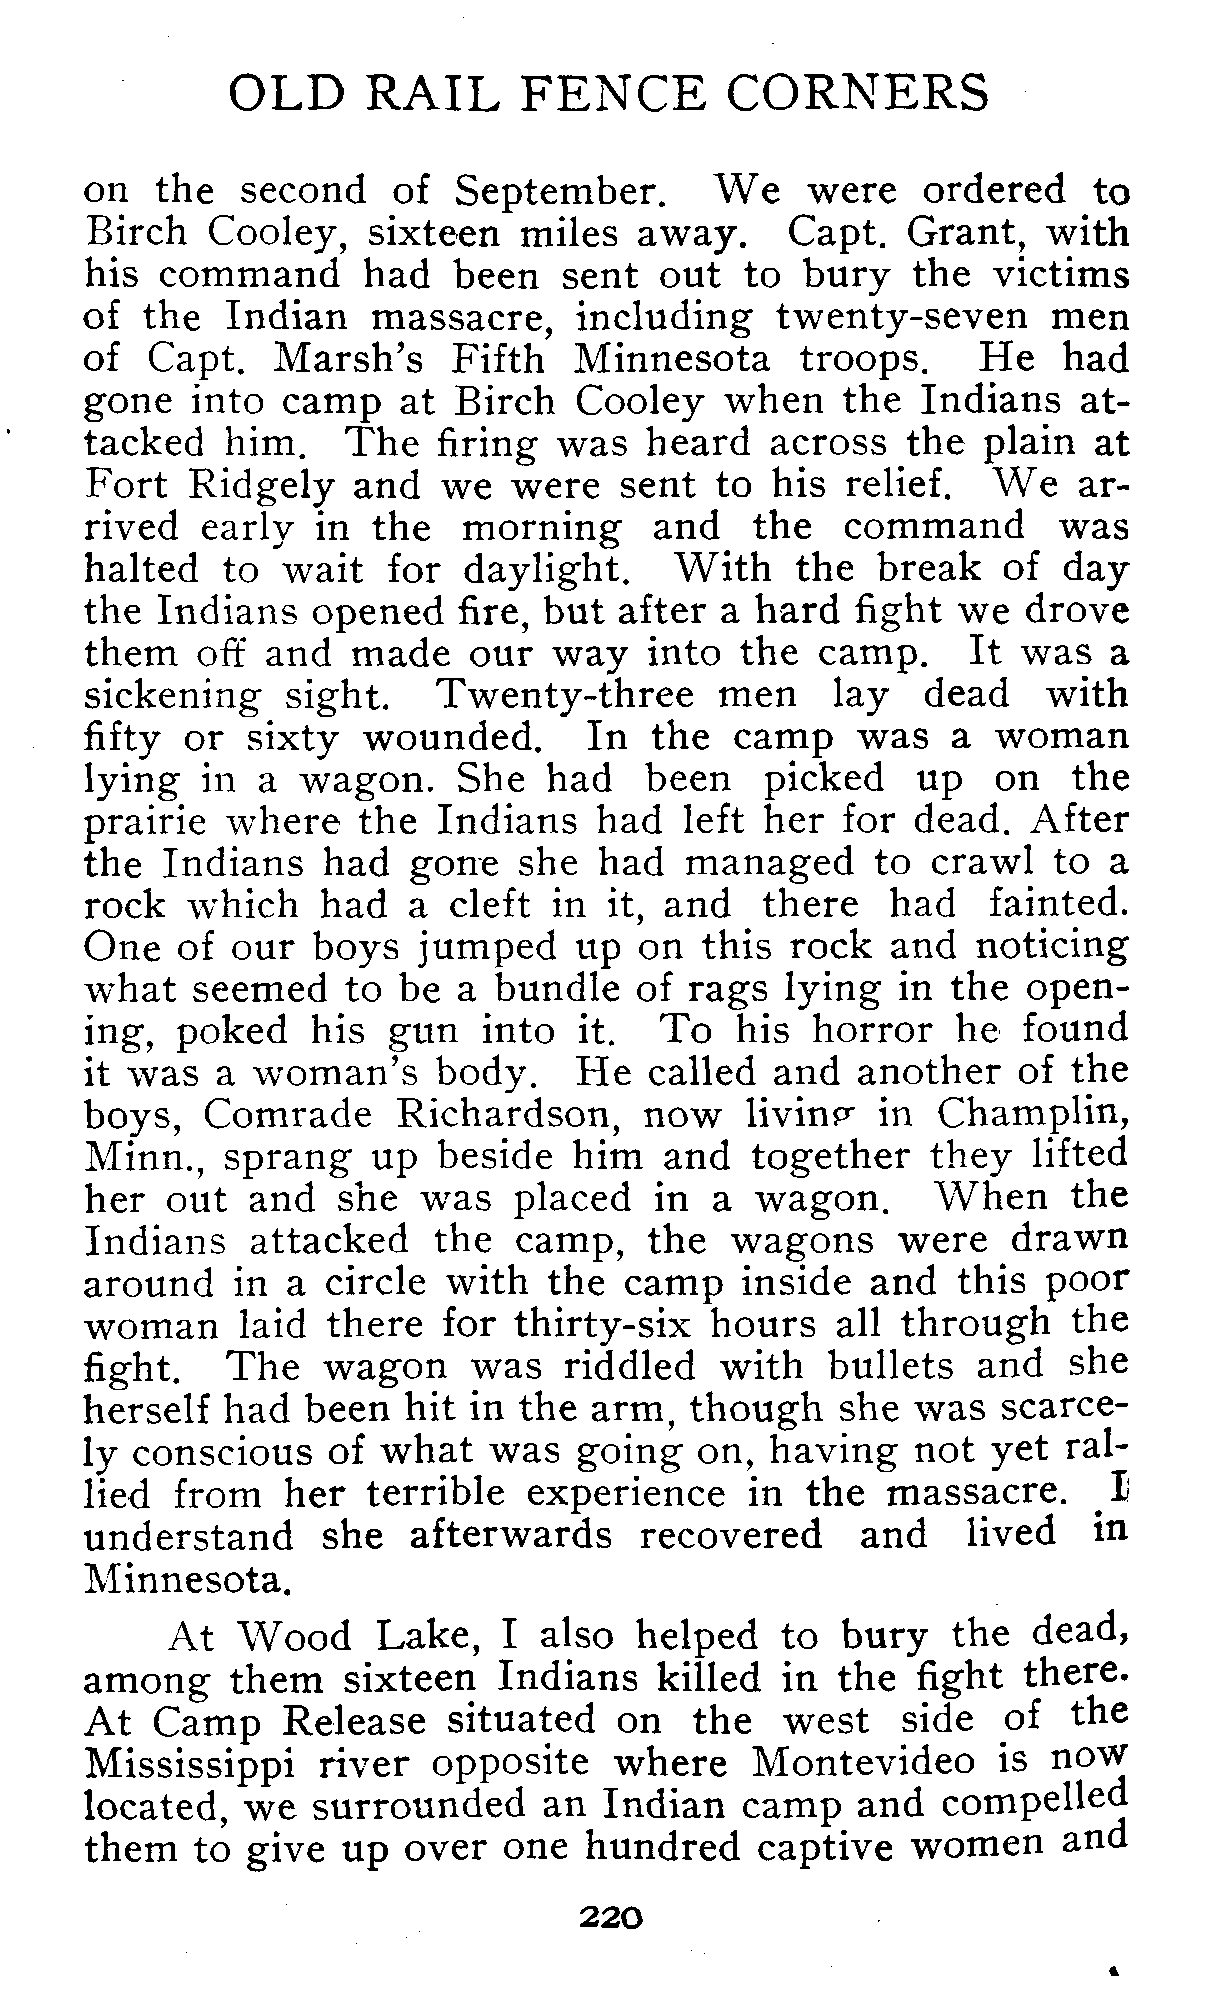 OLD RAIL FENCE CORNERS
on the second of September. We were ordered to
Birch Cooley, sixteen miles away. Capt. Grant, with
his command had been sent out to bury the victims
of the Indian massacre, including twenty-seven men
of Capt. Marsh's Fifth Minnesota troops. He had
gone into camp at Birch Cooley when the Indians at-
tacked him. The firing was heard across the plain at
Fort Ridgely and we were sent to his relief. We ar-
rived early in the morning and the command was
halted to wait for daylight. With the break of day
the Indians opened fire, but after a hard fight we drove
them off and made our way into the camp. It was a
sickening sight. Twenty-three men lay dead with
fifty or sixty wounded. In the camp was a woman
lying in a wagon. She had been picked up on the
prairie where the Indians had left her for dead. After
the Indians had gone she had managed to crawl to a
rock which had a cleft in it, and there had fainted.
One of our boys jumped up on this rock and noticing
what seemed to be a bundle of rags lying in the open-
ing, poked his gun into it. To his horror he found
it was a woman's body. He called and another of the
boys, Comrade Richardson, now living in Champlin,
Minn., sprang up beside him and together they lifted
her out and she was placed in a wagon. When the
Indians attacked the camp, the wagons were drawn
around in a circle with the camp inside and this poor
woman laid there for thirty-six hours all through the
fight. The wagon was riddled with bullets and she
herself had been hit in the arm, though she was scarce-
ly conscious of what was going on, having not yet ral-
lied from her terrible experience in the massacre. I
understand she afterwards recovered and lived in
Minnesota.
At Wood Lake, I also helped to bury the dead,
among them sixteen Indians killed in the fight there.
At Camp Release situated on the west side of the
Mississippi river opposite where Montevideo is now
located, we surrounded an Indian camp and compelled
them to give up over one hundred captive women and
220